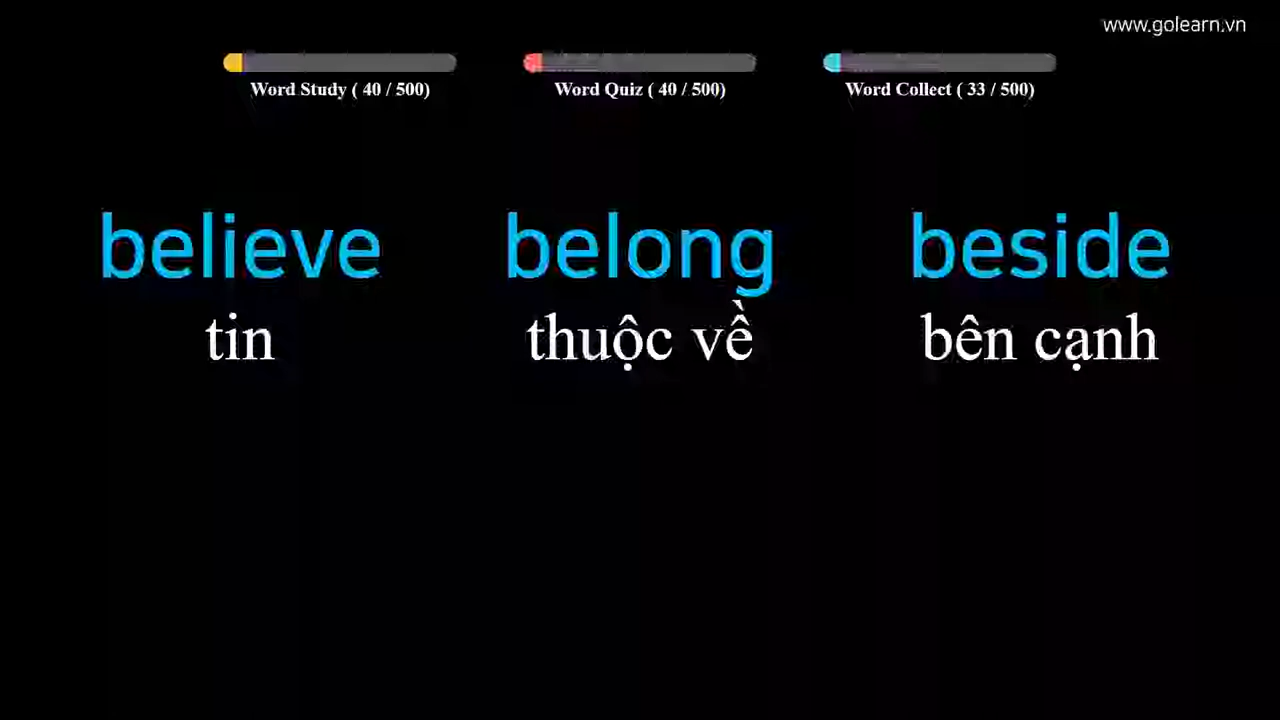 www.golearn.vn
Word Study ( 40 / 500)
Word Quiz ( 40 / 500)
Word Collect ( 33 / 500)
believe
tin
belong
thuộc về
beside
bên cạnh